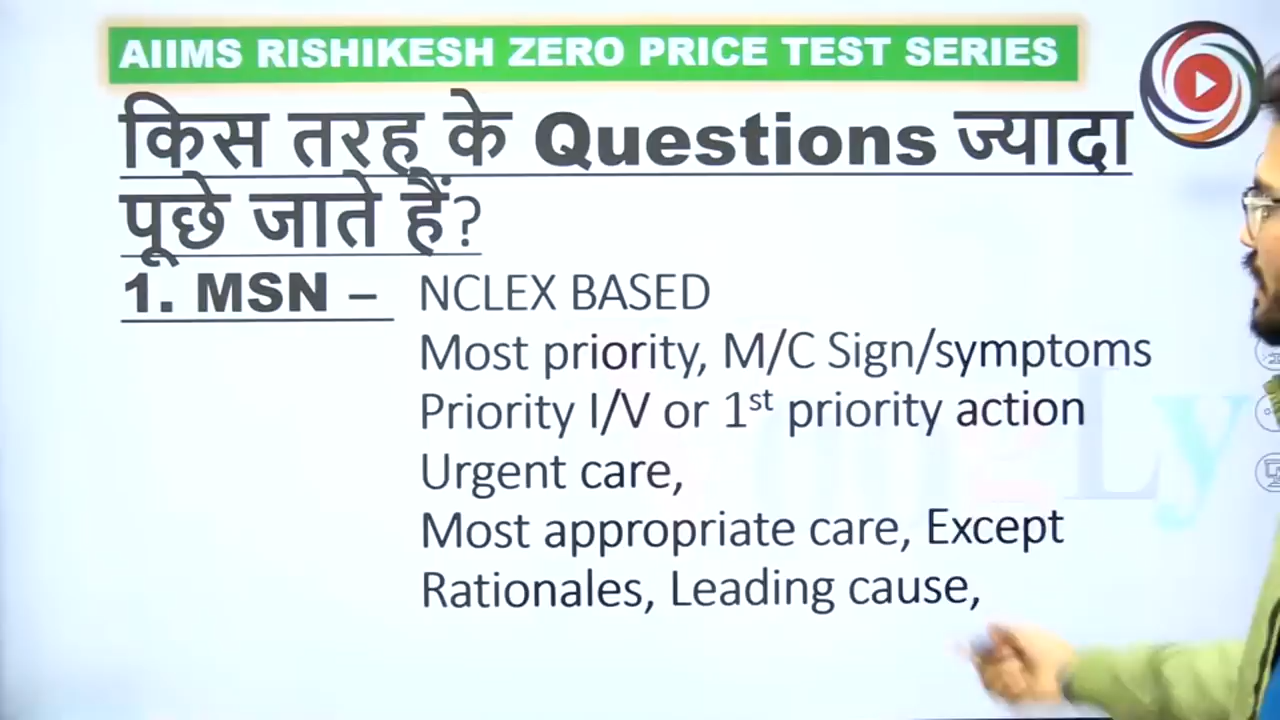 AIIMS RISHIKESH ZERO PRICE TEST SERIES
किस तरह के Questions ज्यादा
पूछे जाते हैं?
1. MSN – NCLEX BASED
Most priority, M/C Sign/symptoms
Priority I/V or 1st priority action
Urgent care,
Most appropriate care, Except
Rationales, Leading cause,